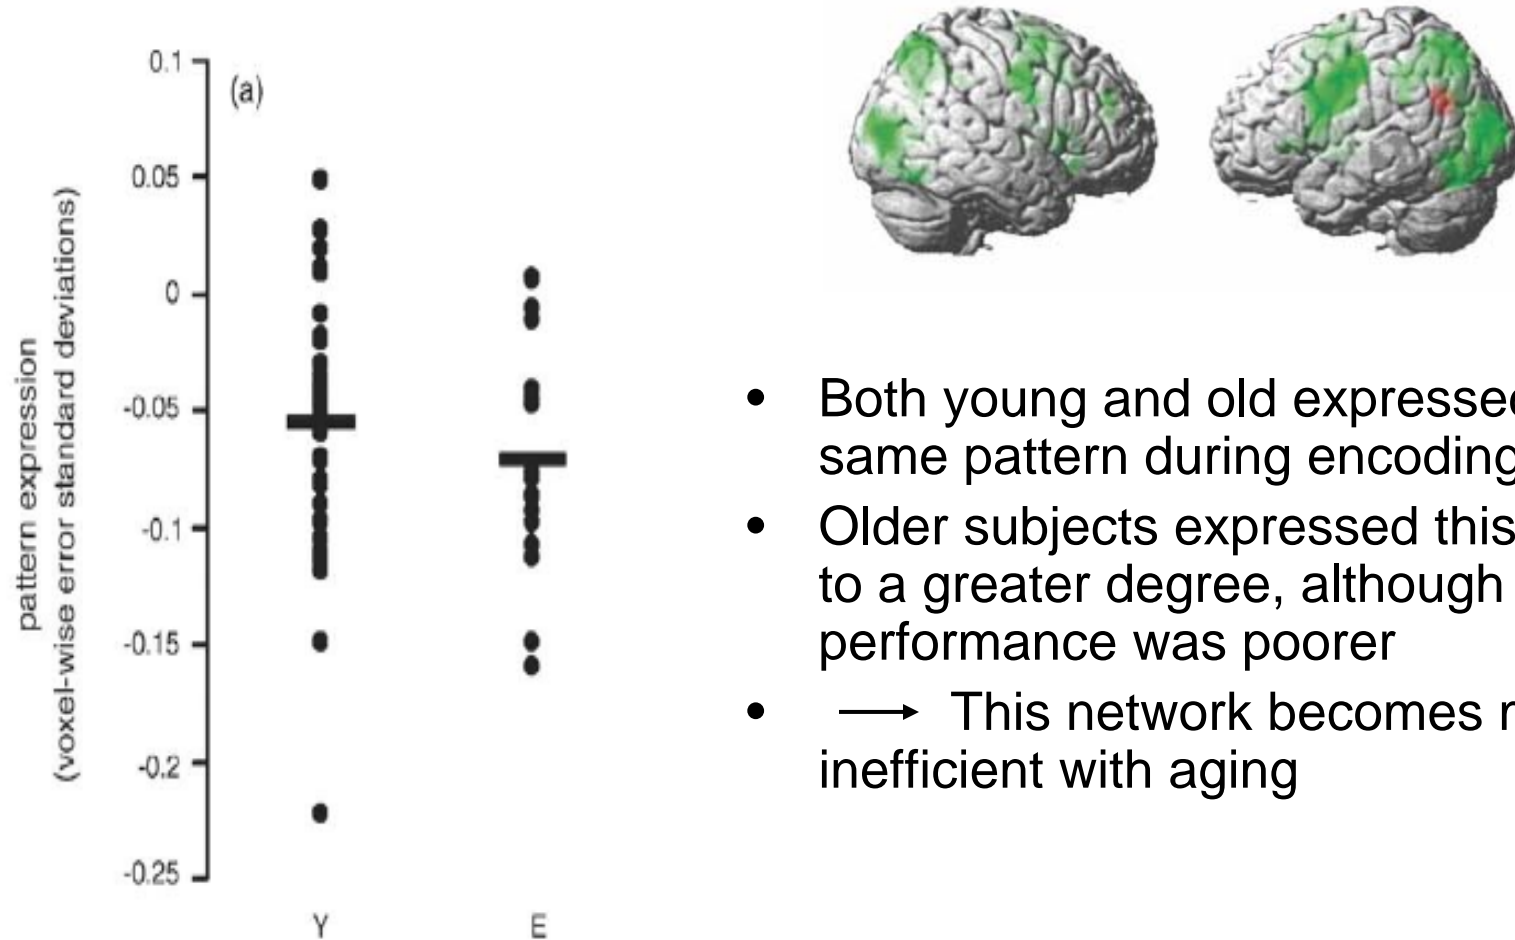 0.1
(a)
0.05
0
-0.05
-0.1
-0.15
-0.2
-0.25
pattern expression
(voxel-wise error standard deviations)
Y E
• Both young and old expressed
same pattern during encoding
• Older subjects expressed this
to a greater degree, although
performance was poorer
• → This network becomes
inefficient with aging